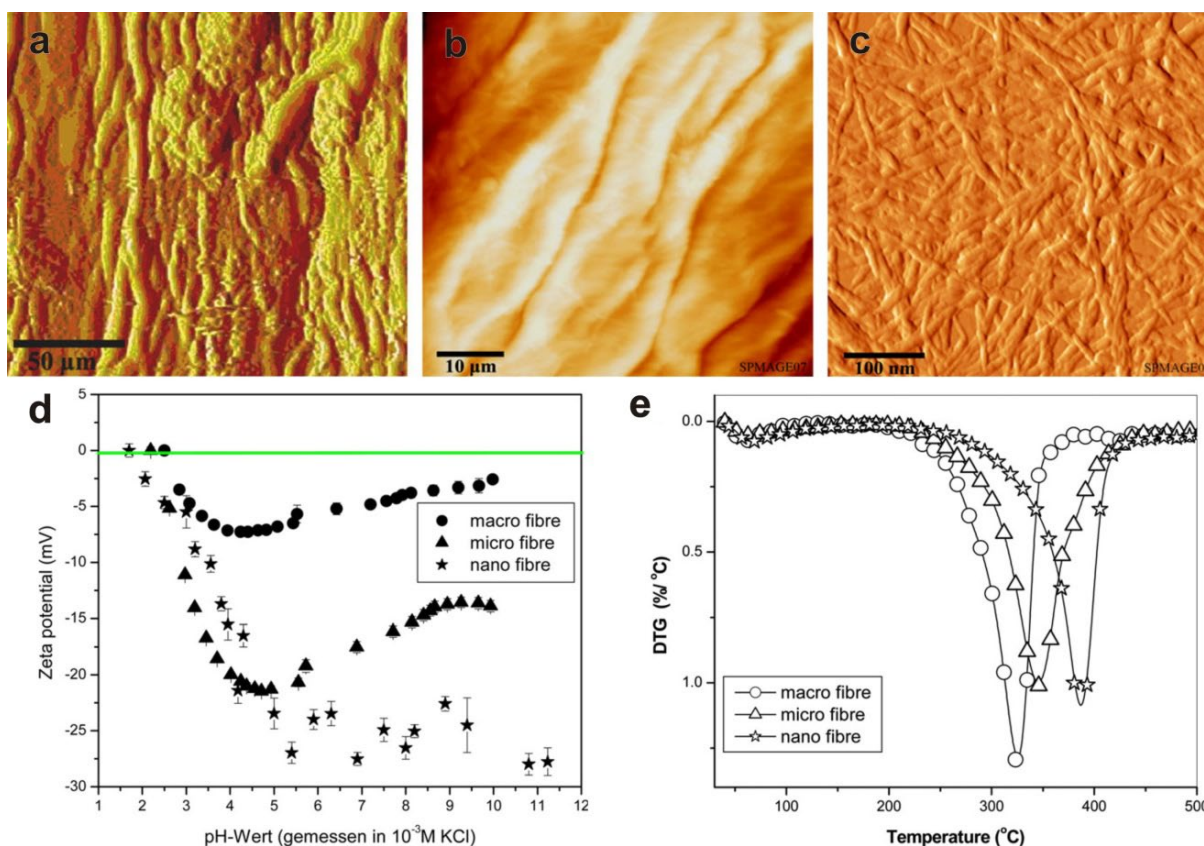 a
50 µm
b
10 µm
SPMAGE07
c
100 nm
SPMAGE0
d
5
0
-5
-10
-15
-20
-25
-30
Zeta potential (mV)
macro fibre
micro fibre
nano fibre
1 2 3 4 5 6 7 8 9 10 11 12
pH-Wert (gemessen in 10⁻³M KCl)
e
0.0
0.5
1.0
DTG (%/ °C)
macro fibre
micro fibre
nano fibre
100 200 300 400 500
Temperature (°C)